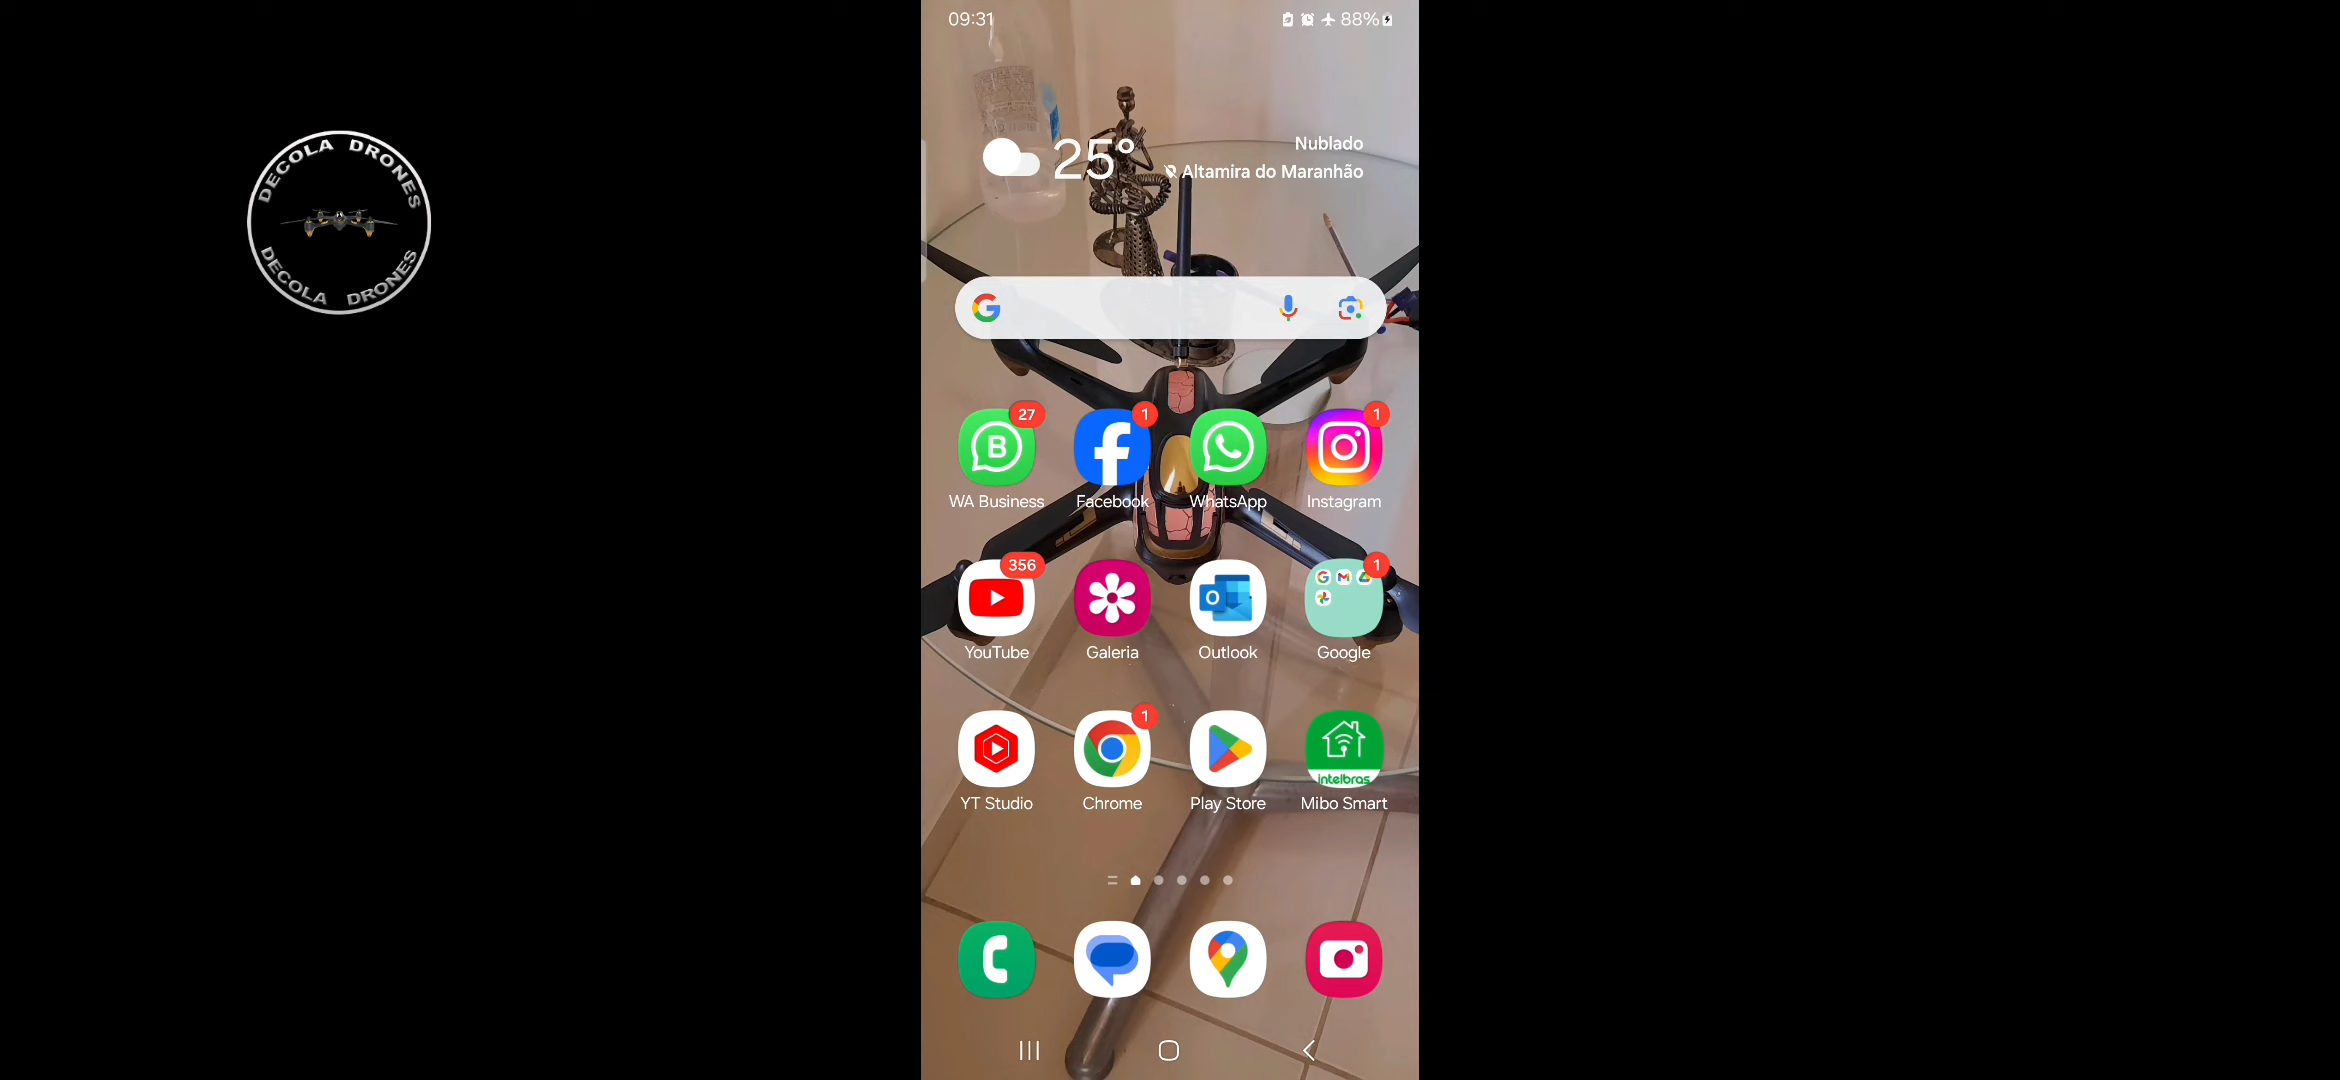 DECOLA DRONES
DECOLA DRONES
09:31
88%
25°
Nublado
Altamira do Maranhão
27
1
1
WA Business
Facebook
WhatsApp
Instagram
356
1
YouTube
Galeria
Outlook
Google
1
intelbras
YT Studio
Chrome
Play Store
Mibo Smart